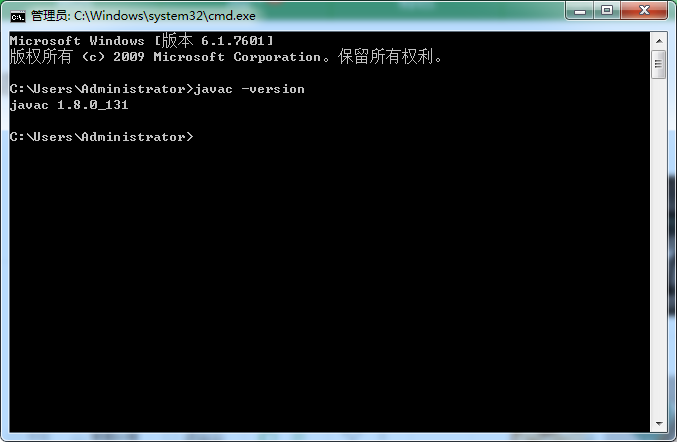 管理员: C:\Windows\system32\cmd.exe
Microsoft Windows [版本 6.1.7601]
版权所有 (c) 2009 Microsoft Corporation。保留所有权利。
C:\Users\Administrator>javac -version
javac 1.8.0_131
C:\Users\Administrator>